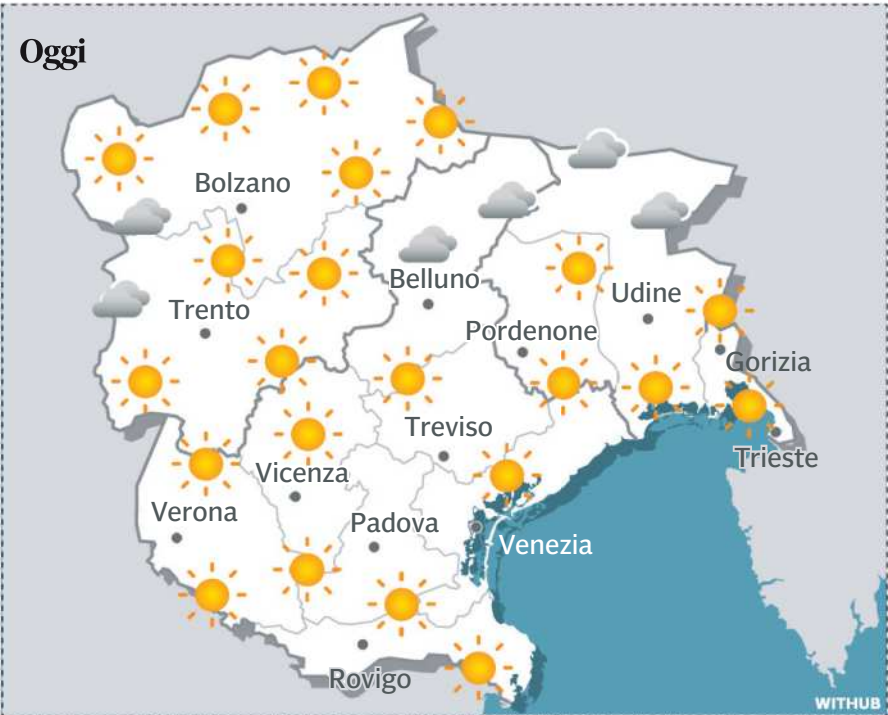 Oggi
Bolzano
Belluno
Udine
Trento
Pordenone
Gorizia
Treviso
Trieste
Vicenza
Verona
Padova
Venezia
Rovigo
WITHUB